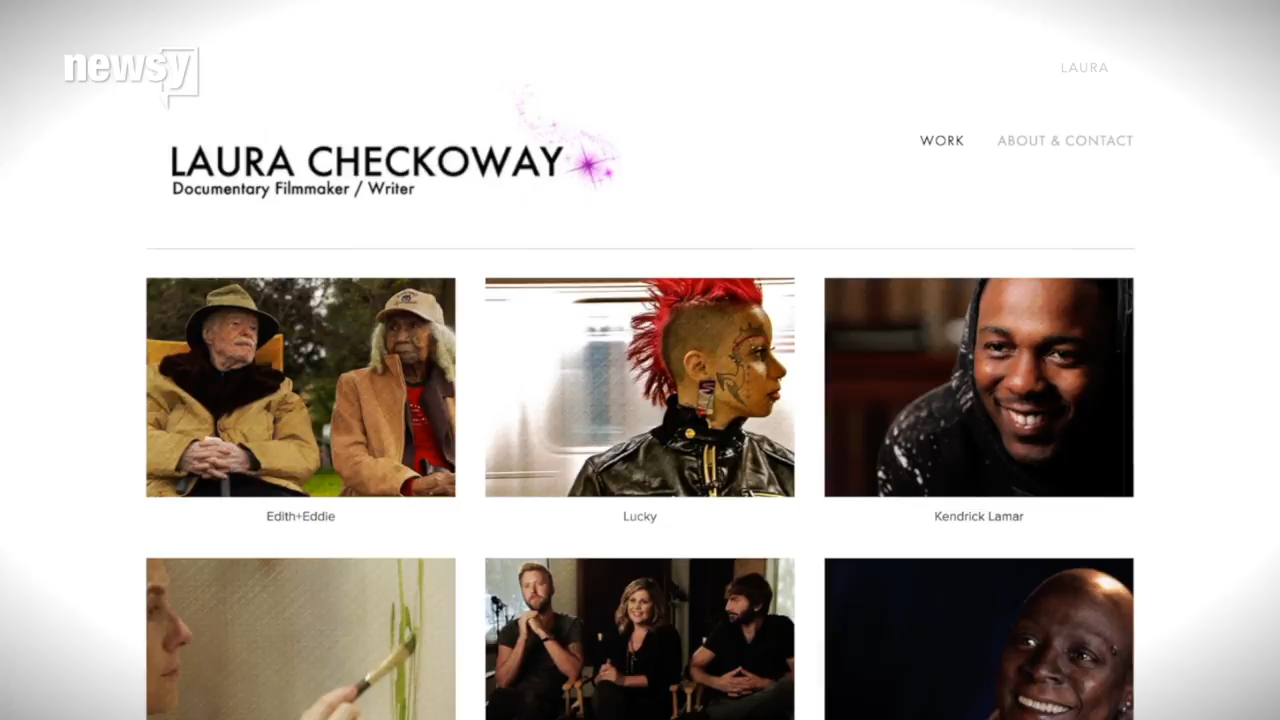 newsy
LAURA
WORK ABOUT & CONTACT
LAURA CHECKOWAY
Documentary Filmmaker / Writer
Edith+Eddie
Lucky
Kendrick Lamar